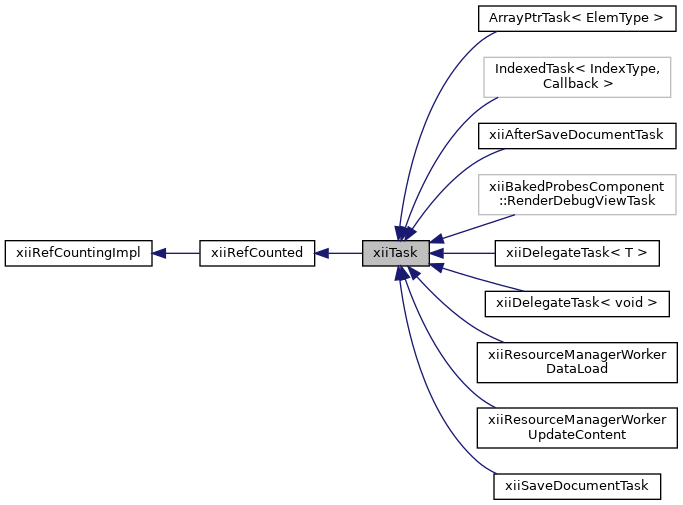 ArrayPtrTask< ElemType >
IndexedTask< IndexType,
Callback >
xiiAfterSaveDocumentTask
xiiBakedProbesComponent
::RenderDebugViewTask
xiiRefCountingImpl
xiiRefCounted
xiiTask
xiiDelegateTask< T >
xiiDelegateTask< void >
xiiResourceManagerWorker
DataLoad
xiiResourceManagerWorker
UpdateContent
xiiSaveDocumentTask